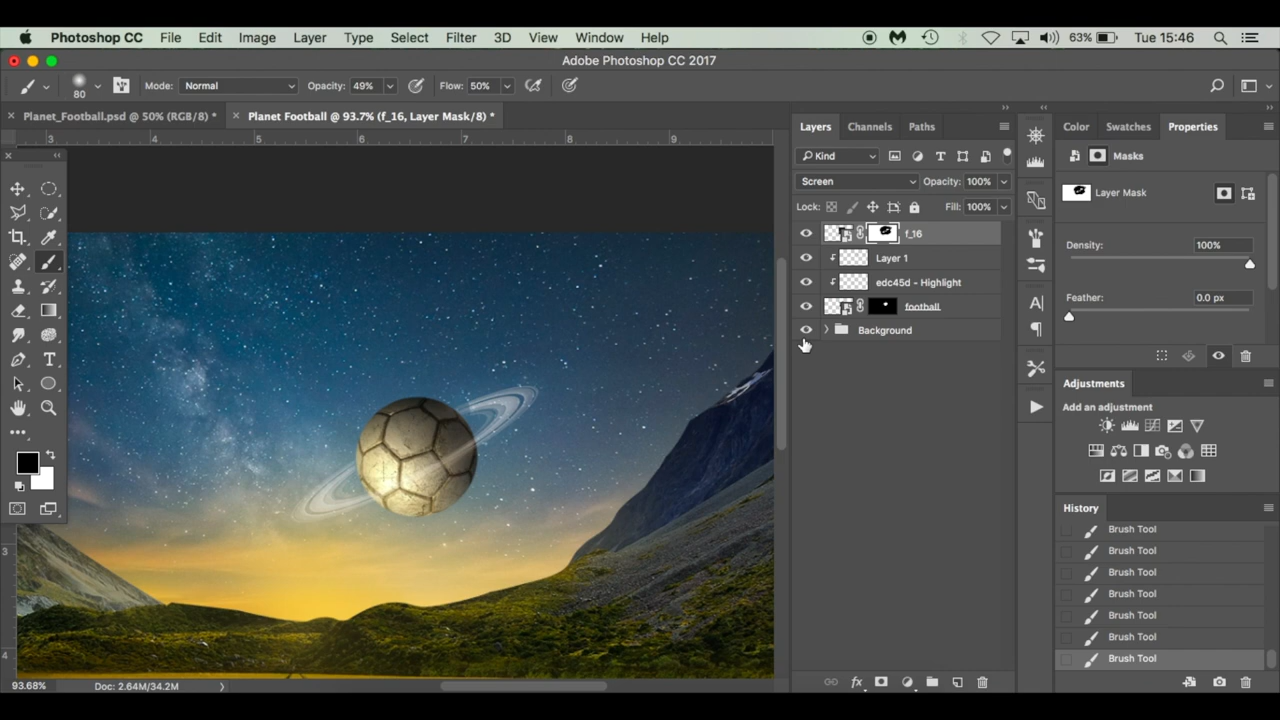 Photoshop CC File Edit Image Layer Type Select Filter 3D View Window Help 63% Tue 15:46
Adobe Photoshop CC 2017
80 Mode: Normal Opacity: 49% Flow: 50%
× Planet_Football.psd @ 50% (RGB/8) * × Planet Football @ 93.7% (f_16, Layer Mask/8) *
3 4 5 6 7 8 9
Layers Channels Paths
Color Swatches Properties
Kind
Masks
Screen Opacity: 100%
Layer Mask
Lock: Fill: 100%
f_16
Density: 100%
Layer 1
edc45d - Highlight
Feather: 0.0 px
football
Background
Adjustments
Add an adjustment
History
Brush Tool
Brush Tool
Brush Tool
Brush Tool
Brush Tool
Brush Tool
Brush Tool
3
4
93.68% Doc: 2.64M/34.2M